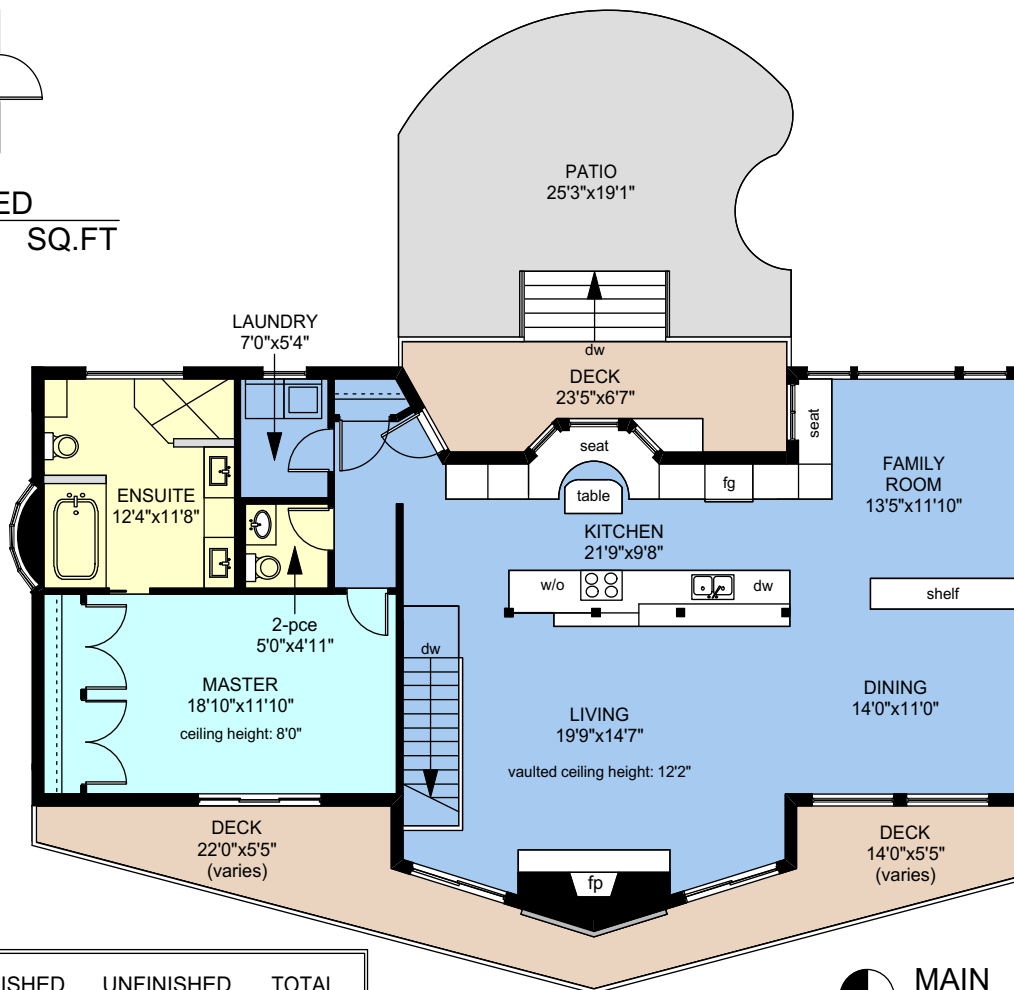 ED
SQ.FT
PATIO
25'3"x19'1"
LAUNDRY
7'0"x5'4"
dw
DECK
23'5"x6'7"
seat
seat
table
fg
FAMILY
ROOM
13'5"x11'10"
ENSUITE
12'4"x11'8"
KITCHEN
21'9"x9'8"
w/o
dw
shelf
2-pce
5'0"x4'11"
dw
MASTER
18'10"x11'10"
ceiling height: 8'0"
LIVING
19'9"x14'7"
vaulted ceiling height: 12'2"
DINING
14'0"x11'0"
DECK
22'0"x5'5"
(varies)
fp
DECK
14'0"x5'5"
(varies)
ISHED UNFINISHED TOTAL
MAIN